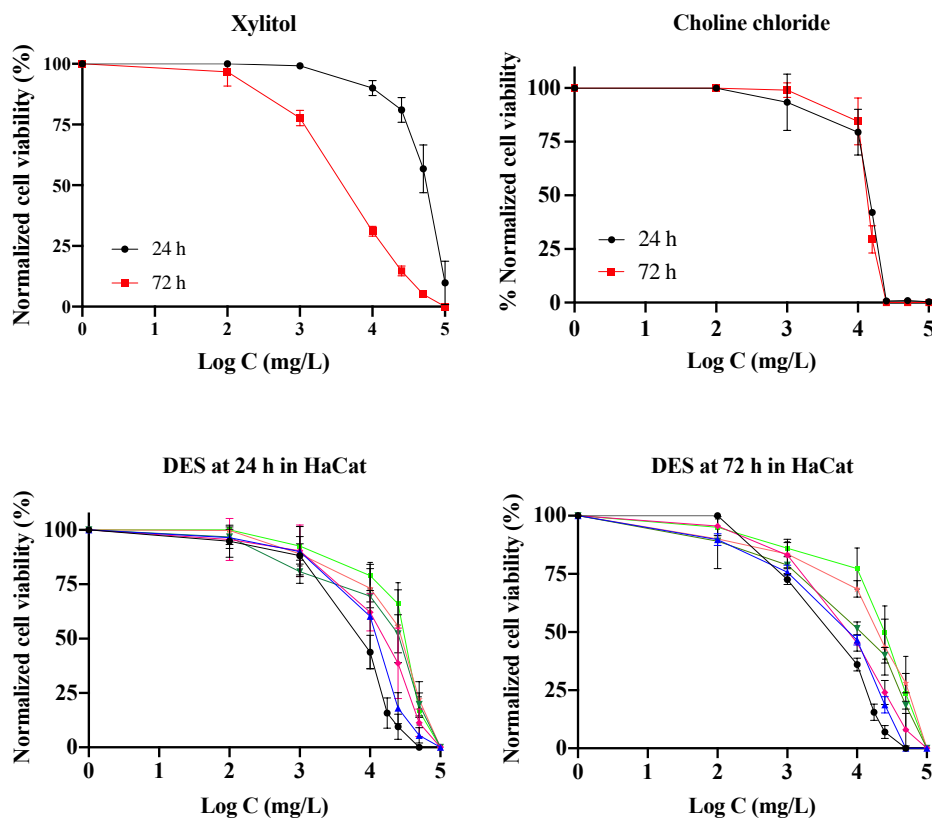 Xylitol
Normalized cell viability (%)
100
75
50
25
0
24 h
72 h
0 1 2 3 4 5
Log C (mg/L)
Choline chloride
% Normalized cell viability
100
75
50
25
0
24 h
72 h
0 1 2 3 4 5
Log C (mg/L)
DES at 24 h in HaCat
Normalized cell viability (%)
100
75
50
25
0
0 1 2 3 4 5
Log C (mg/L)
DES at 72 h in HaCat
Normalized cell viability (%)
100
75
50
25
0
0 1 2 3 4 5
Log C (mg/L)